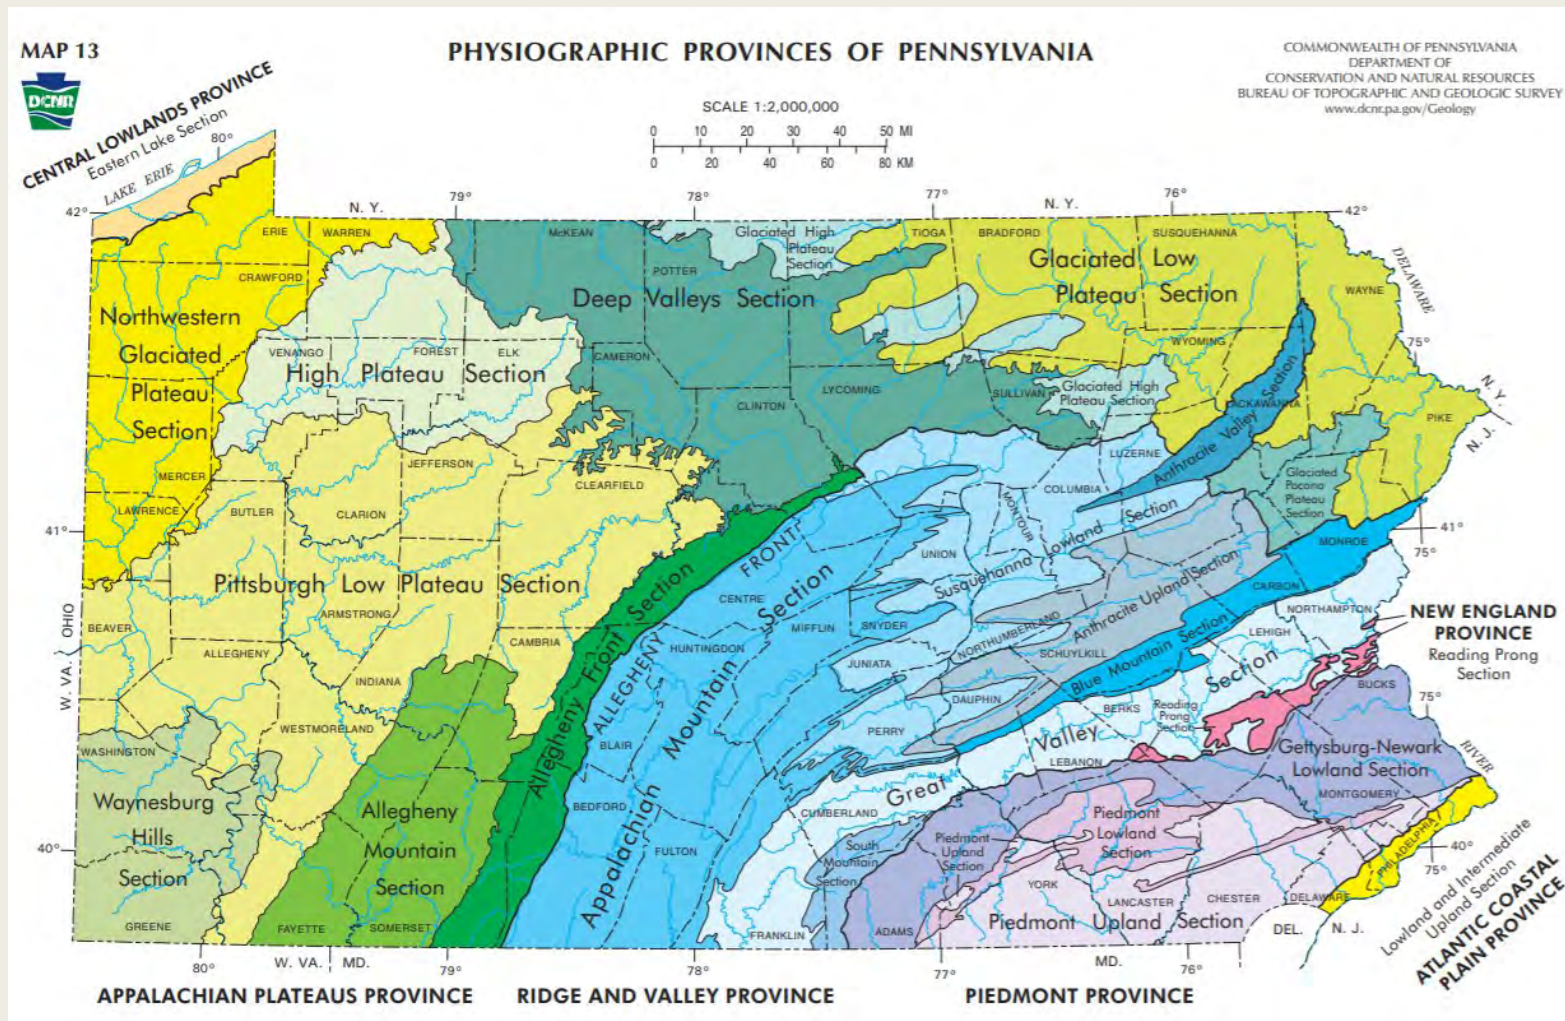 MAP 13
PHYSIOGRAPHIC PROVINCES OF PENNSYLVANIA
COMMONWEALTH OF PENNSYLVANIA
DEPARTMENT OF
CONSERVATION AND NATURAL RESOURCES
BUREAU OF TOPOGRAPHIC AND GEOLOGIC SURVEY
www.dcnr.pa.gov/Geology
DCNR
SCALE 1:2,000,000
0 10 20 30 40 50 MI
0 20 40 60 80 KM
CENTRAL LOWLANDS PROVINCE
Eastern Lake Section
80°
LAKE ERIE
42°
N. Y.
79°
78°
77°
N. Y.
76°
42°
ERIE
WARREN
McKEAN
POTTER
Glaciated High
Plateau
Section
TIOGA
BRADFORD
SUSQUEHANNA
DELAWARE
CRAWFORD
Deep Valleys Section
Glaciated Low
Plateau Section
WAYNE
Northwestern
Glaciated
Plateau
Section
VENANGO
FOREST
ELK
High Plateau Section
CAMERON
CLINTON
LYCOMING
SULLIVAN
Glaciated High
Plateau Section
WYOMING
LACKAWANNA
75°
N. Y.
N. J.
PIKE
MERCER
LAWRENCE
BUTLER
CLARION
JEFFERSON
CLEARFIELD
LUZERNE
Anthracite Valley Section
COLUMBIA
MONTOUR
Glaciated
Pocono
Plateau
Section
41°
41°
75°
MONROE
Pittsburgh Low Plateau Section
ARMSTRONG
Allegheny Front Section
ALLEGHENY FRONT
CENTRE
UNION
Susquehanna Lowland Section
Anthracite Upland Section
CARBON
NORTHAMPTON
NEW ENGLAND
PROVINCE
Reading Prong
Section
W. VA. OHIO
BEAVER
ALLEGHENY
INDIANA
CAMBRIA
HUNTINGDON
MIFFLIN
SNYDER
JUNIATA
NORTHUMBERLAND
SCHUYLKILL
Blue Mountain Section
LEHIGH
BUCKS
75°
WASHINGTON
WESTMORELAND
BLAIR
Appalachian Mountain Section
PERRY
DAUPHIN
BERKS
Reading
Prong
Section
Great Valley Section
LEBANON
Gettysburg-Newark
Lowland Section
MONTGOMERY
RIVER
Waynesburg
Hills
Section
Allegheny
Mountain
Section
BEDFORD
FULTON
CUMBERLAND
South
Mountain
Section
Piedmont
Upland
Section
Piedmont
Lowland
Section
PHILADELPHIA
40°
40°
75°
GREENE
FAYETTE
SOMERSET
FRANKLIN
ADAMS
YORK
LANCASTER
CHESTER
DELAWARE
Piedmont Upland Section
DEL.
N. J.
Lowland and Intermediate
Upland Section
ATLANTIC COASTAL
PLAIN PROVINCE
80°
W. VA. MD.
79°
78°
77°
MD.
76°
APPALACHIAN PLATEAUS PROVINCE
RIDGE AND VALLEY PROVINCE
PIEDMONT PROVINCE